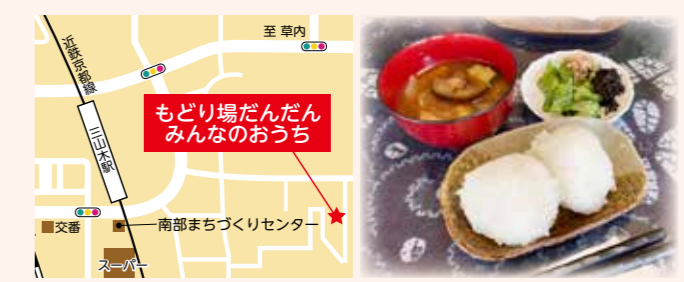 至 草内
近鉄京都線
もどり場だんだん
みんなのおうち
三山木駅
交番
南部まちづくりセンター
スーパー